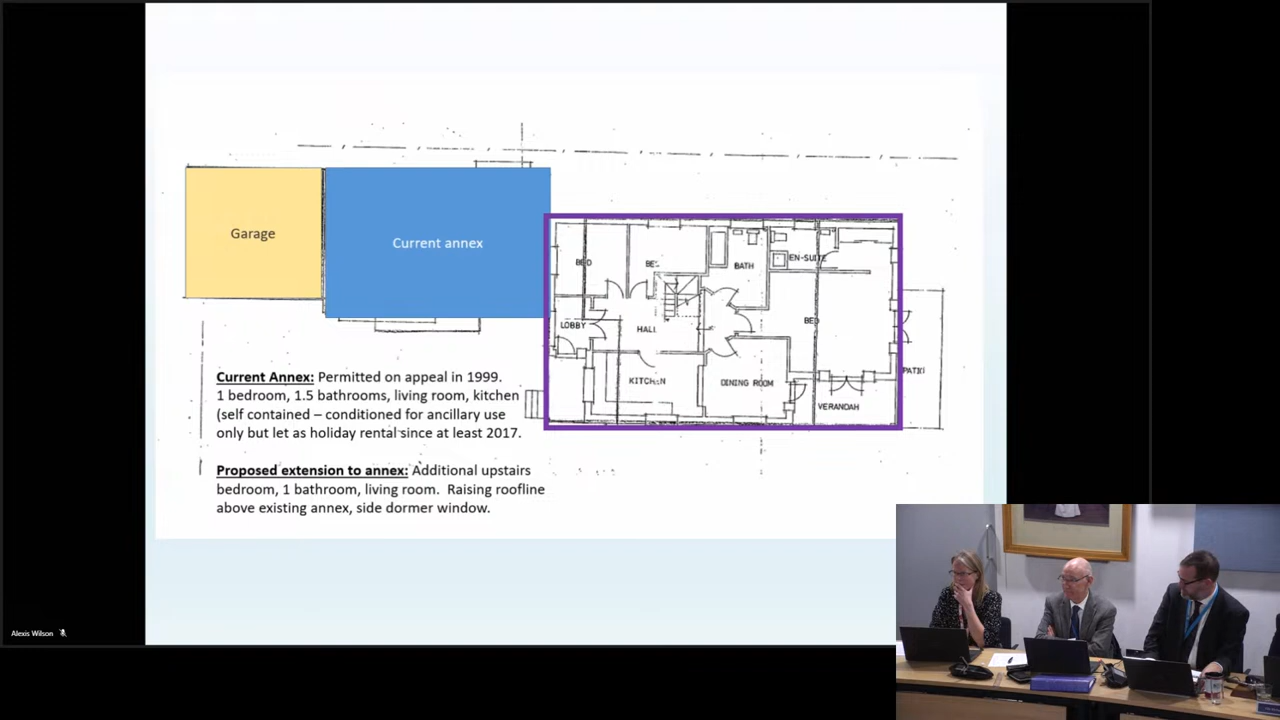 Garage
Current annex
BATH
EN-SUITE
LOBBY
HALL
KITCHEN
DINING ROOM
BED
BED
BED
VERANDAH
PATIO
Current Annex: Permitted on appeal in 1999.
1 bedroom, 1.5 bathrooms, living room, kitchen
(self contained – conditioned for ancillary use
only but let as holiday rental since at least 2017.
Proposed extension to annex: Additional upstairs
bedroom, 1 bathroom, living room. Raising roofline
above existing annex, side dormer window.
Alexis Wilson